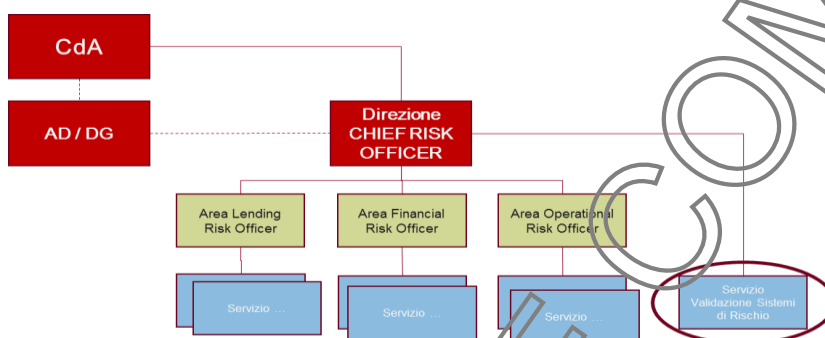 CdA
AD / DG
Direzione
CHIEF RISK
OFFICER
Area Lending
Risk Officer
Area Financial
Risk Officer
Area Operational
Risk Officer
Servizio ...
Servizio ...
Servizio ...
Servizio
Validazione Sistemi
di Rischio